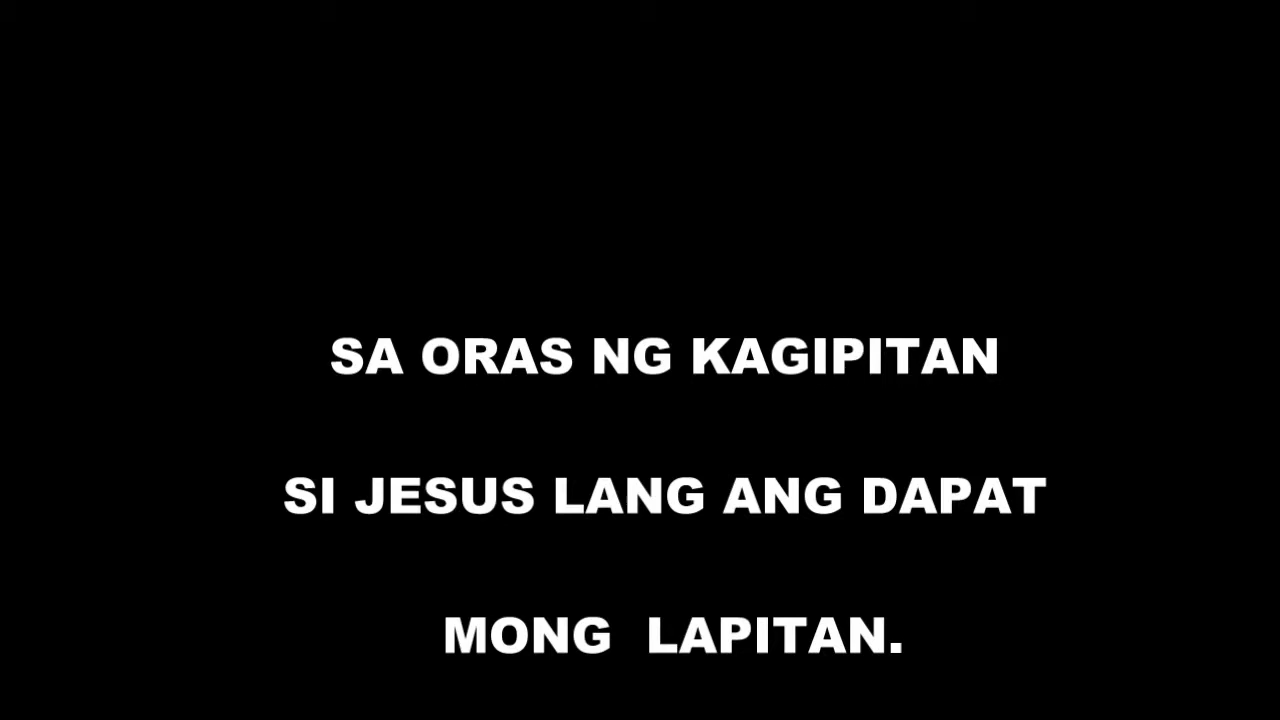 SA ORAS NG KAGIPITAN
SI JESUS LANG ANG DAPAT
MONG  LAPITAN.